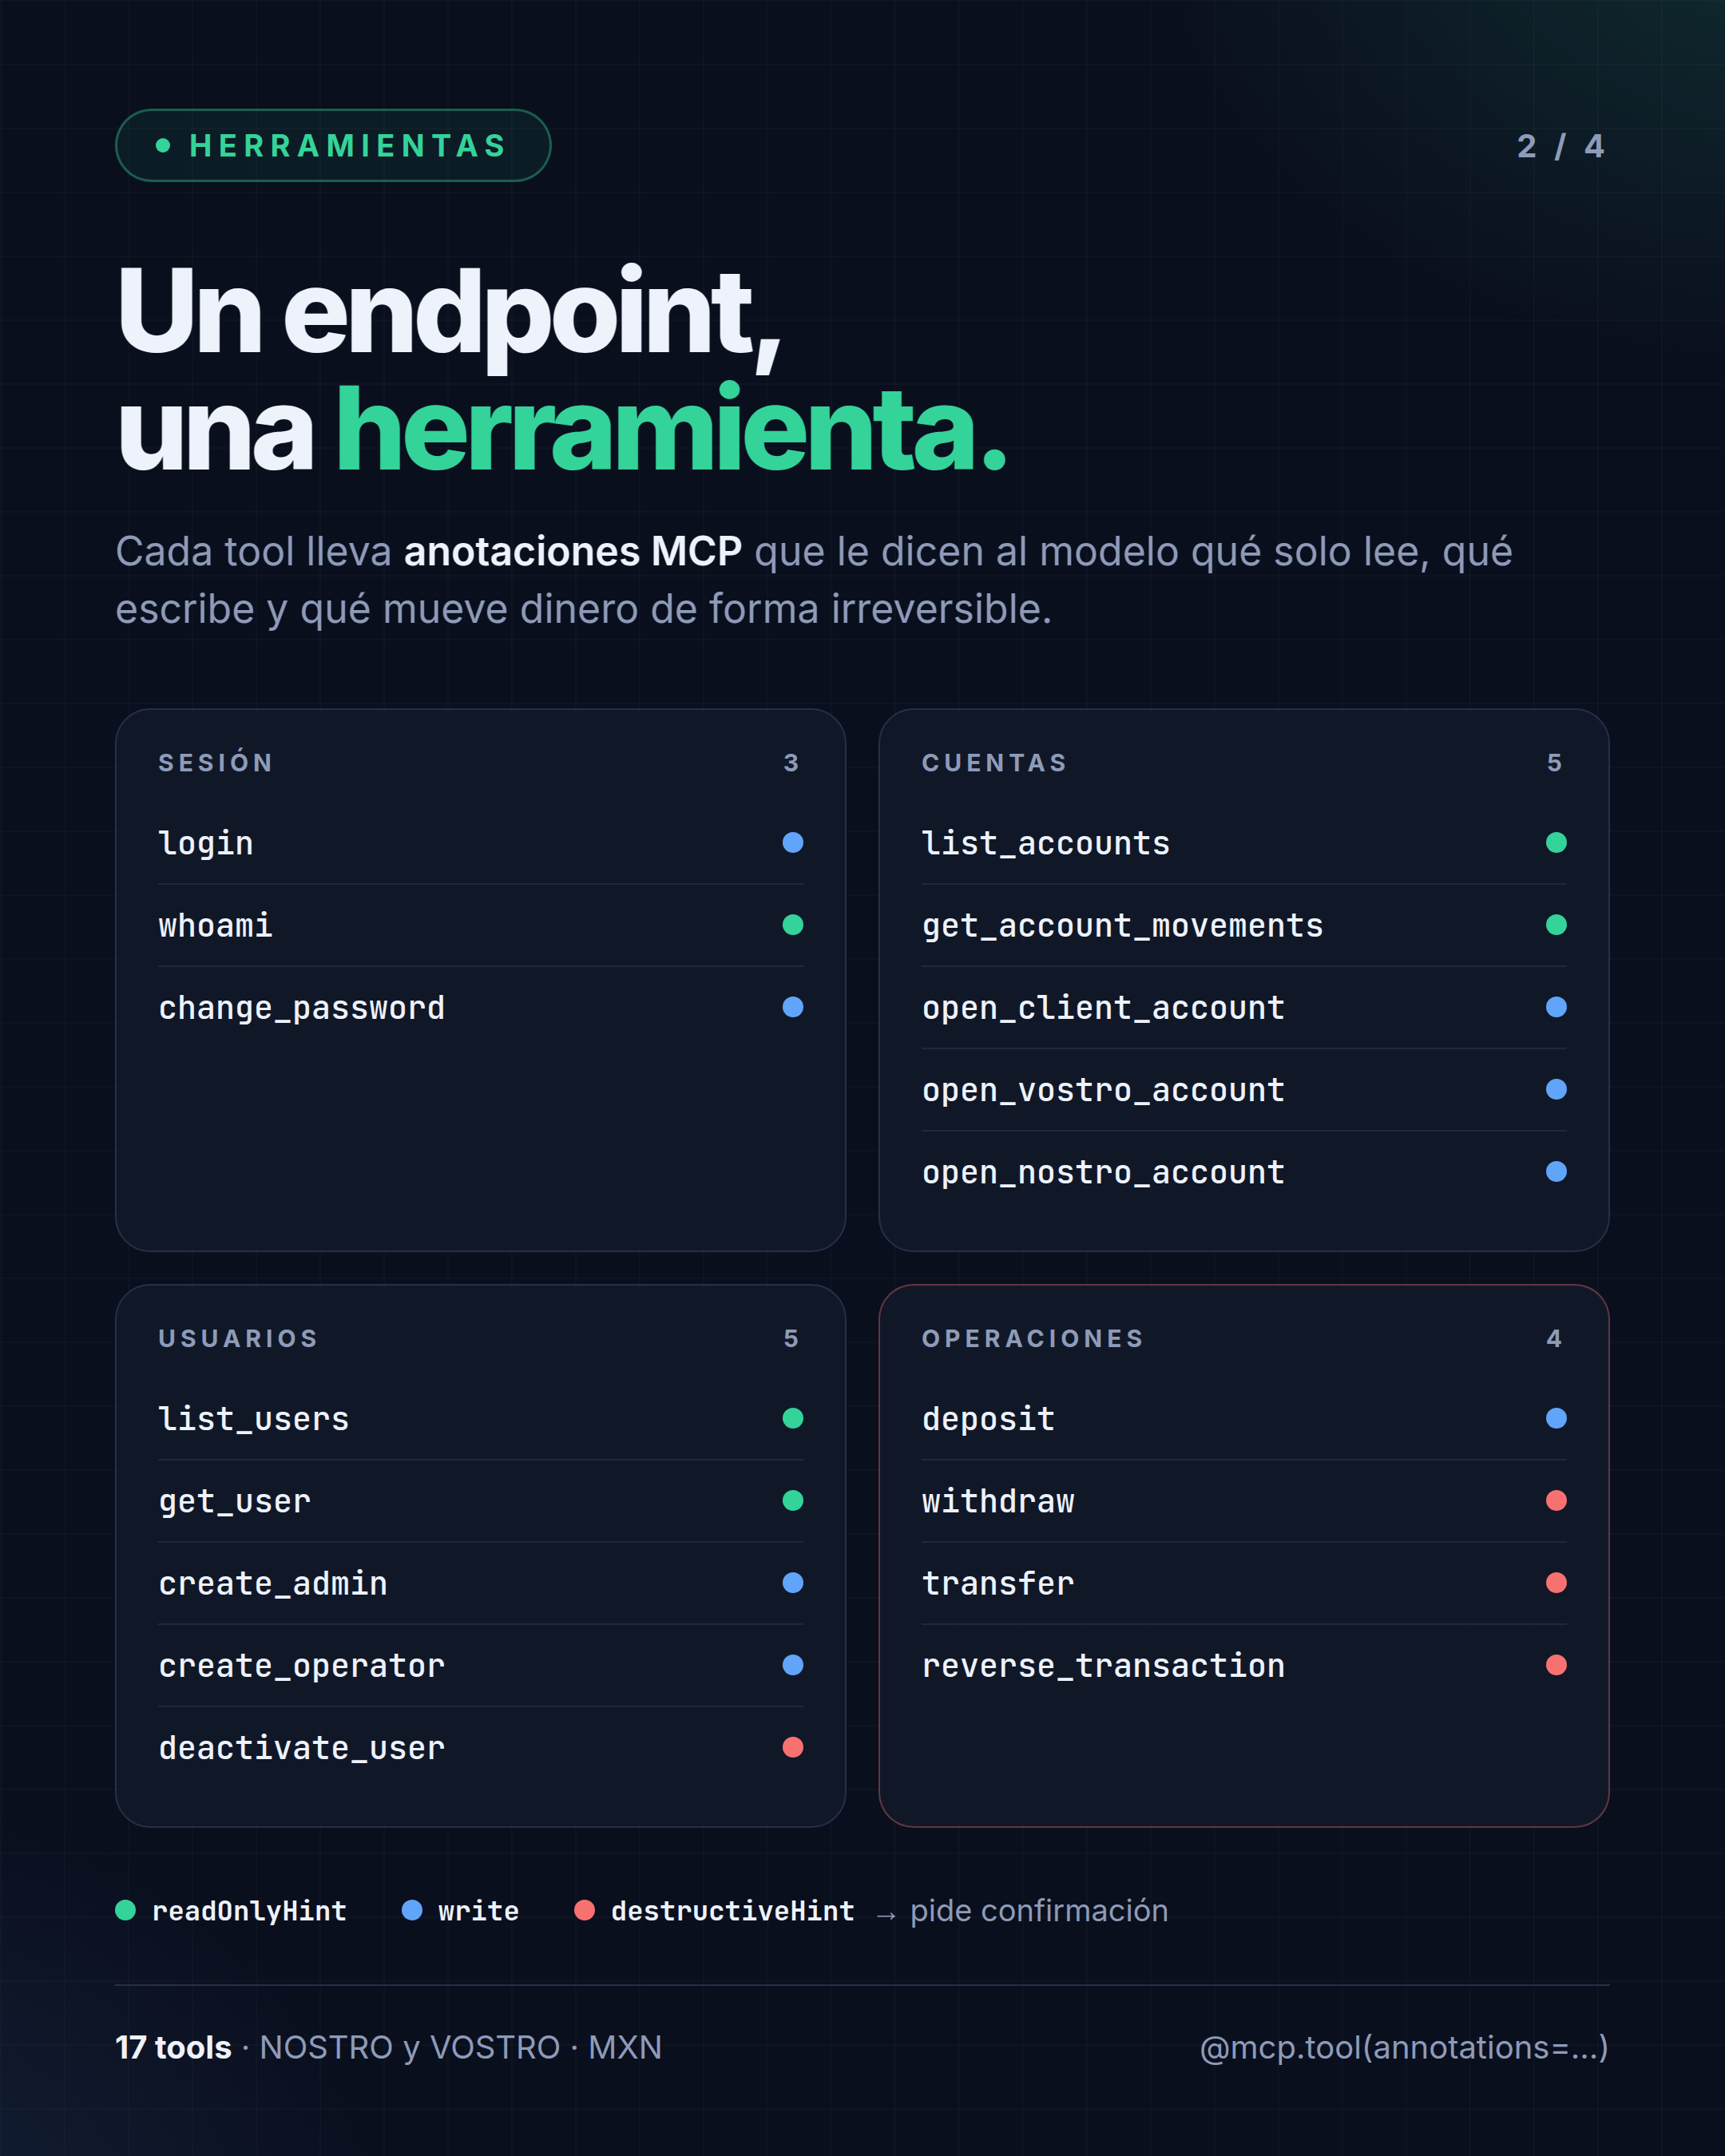 HERRAMIENTAS
2 / 4
Un endpoint,
una herramienta.
Cada tool lleva anotaciones MCP que le dicen al modelo qué solo lee, qué
escribe y qué mueve dinero de forma irreversible.
SESIÓN 3
login
whoami
change_password
CUENTAS 5
list_accounts
get_account_movements
open_client_account
open_vostro_account
open_nostro_account
USUARIOS 5
list_users
get_user
create_admin
create_operator
deactivate_user
OPERACIONES 4
deposit
withdraw
transfer
reverse_transaction
readOnlyHint write destructiveHint → pide confirmación
17 tools · NOSTRO y VOSTRO · MXN
@mcp.tool(annotations=...)